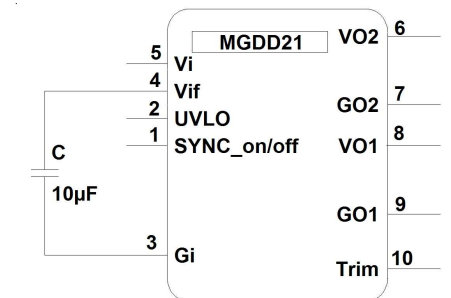 MGDD21
5 Vi
4 Vif
2 UVLO
1 SYNC_on/off
C
10µF
3 Gi
VO2 6
GO2 7
VO1 8
GO1 9
Trim 10